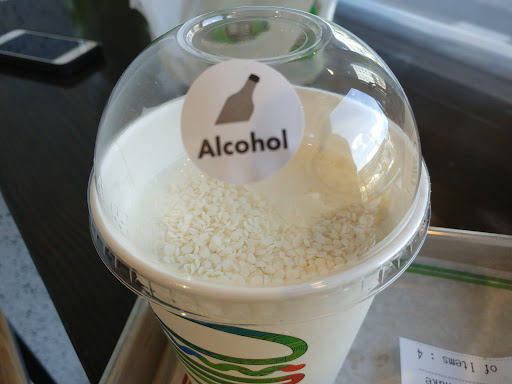 Alcohol
of Items : 4